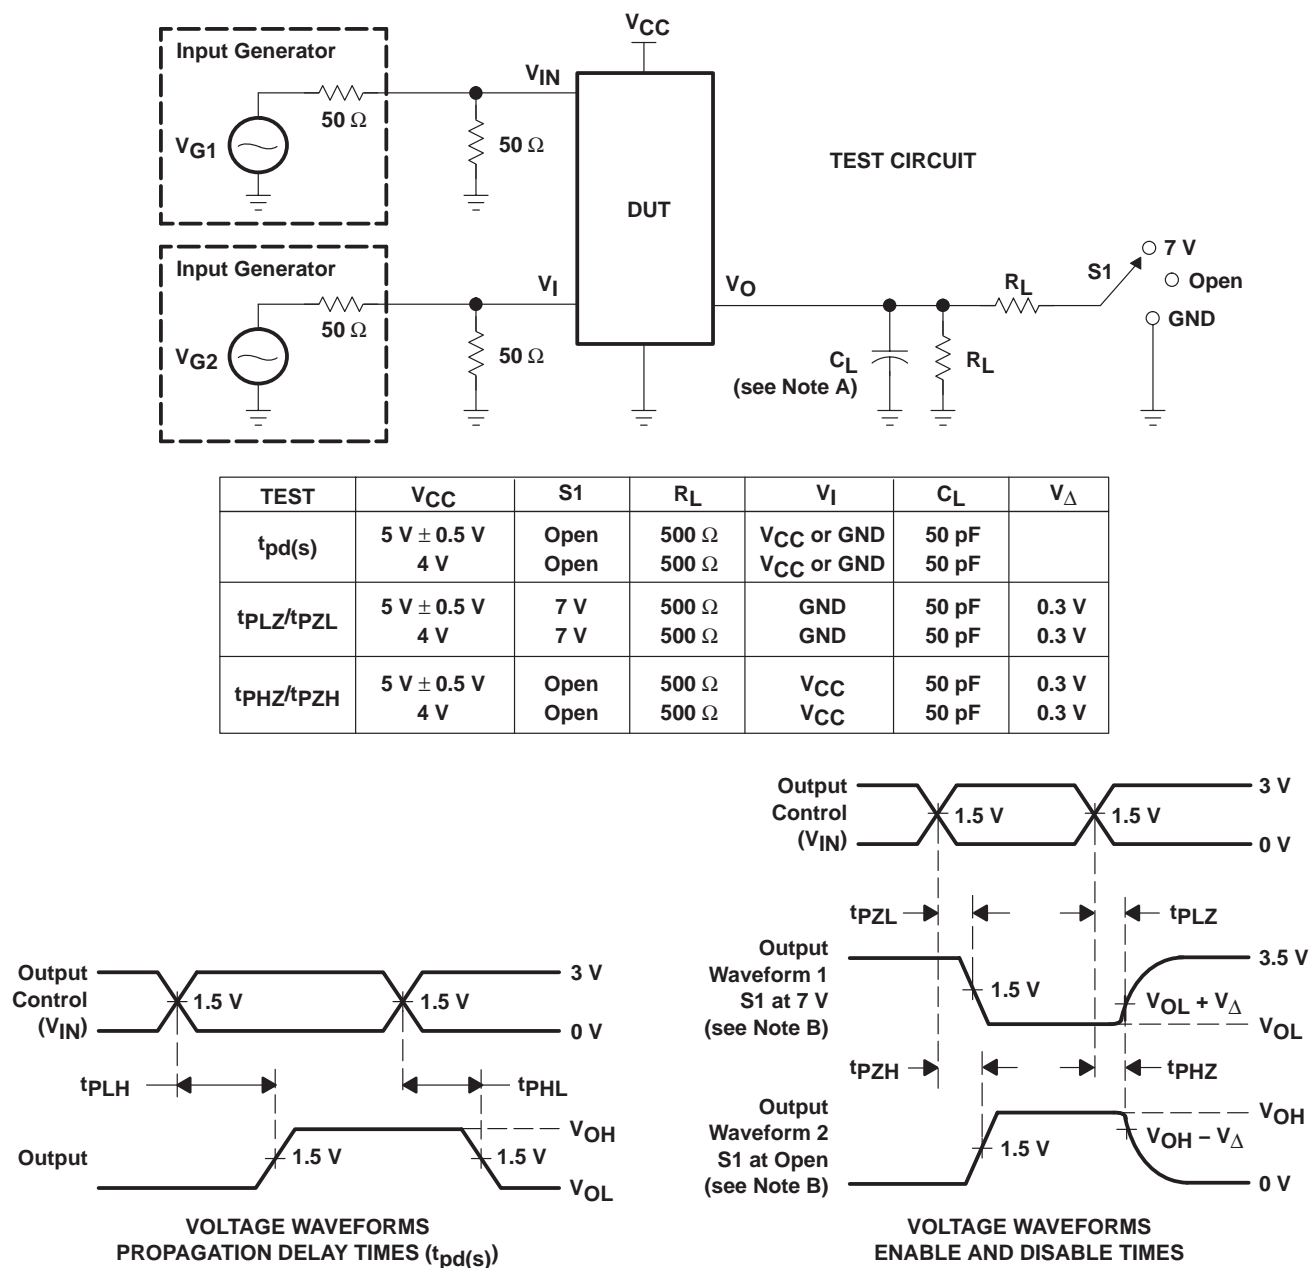 VCC
Input Generator
VIN
50 Ω
VG1
50 Ω
TEST CIRCUIT
DUT
Input Generator
VI
VO
50 Ω
VG2
50 Ω
RL
S1
7 V
Open
GND
CL
(see Note A)
RL
TEST VCC S1 RL VI CL VΔ
tpd(s) 5 V ± 0.5 V Open 500 Ω VCC or GND 50 pF
4 V Open 500 Ω VCC or GND 50 pF
tPLZ/tPZL 5 V ± 0.5 V 7 V 500 Ω GND 50 pF 0.3 V
4 V 7 V 500 Ω GND 50 pF 0.3 V
tPHZ/tPZH 5 V ± 0.5 V Open 500 Ω VCC 50 pF 0.3 V
4 V Open 500 Ω VCC 50 pF 0.3 V
Output
Control
(VIN)
1.5 V
1.5 V
3 V
0 V
tPLH
tPHL
Output
1.5 V
1.5 V
VOH
VOL
VOLTAGE WAVEFORMS
PROPAGATION DELAY TIMES (tpd(s))
Output
Control
(VIN)
1.5 V
1.5 V
3 V
0 V
tPZL
tPLZ
Output
Waveform 1
S1 at 7 V
(see Note B)
1.5 V
3.5 V
VOL + VΔ
VOL
tPZH
tPHZ
Output
Waveform 2
S1 at Open
(see Note B)
1.5 V
VOH
VOH – VΔ
0 V
VOLTAGE WAVEFORMS
ENABLE AND DISABLE TIMES